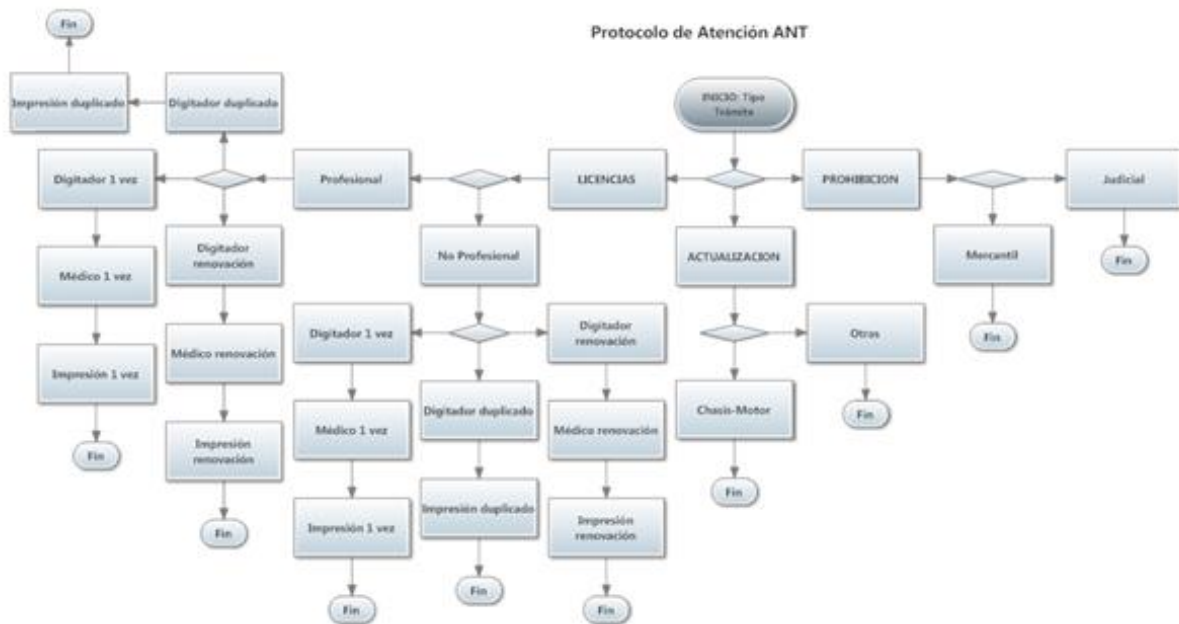 Protocolo de Atención ANT
Fin
Impresión duplicado
Digitador duplicado
INICIO: Tipo
Trámite
Digitador 1 vez
Profesional
LICENCIAS
PROHIBICION
Judicial
Médico 1 vez
Digitador
renovación
No Profesional
ACTUALIZACION
Mercantil
Fin
Impresión 1 vez
Médico renovación
Digitador 1 vez
Digitador
renovación
Otras
Fin
Fin
Impresión
renovación
Médico 1 vez
Digitador duplicado
Médico renovación
Chasis-Motor
Fin
Fin
Impresión 1 vez
Impresión duplicado
Impresión
renovación
Fin
Fin
Fin
Fin
Fin